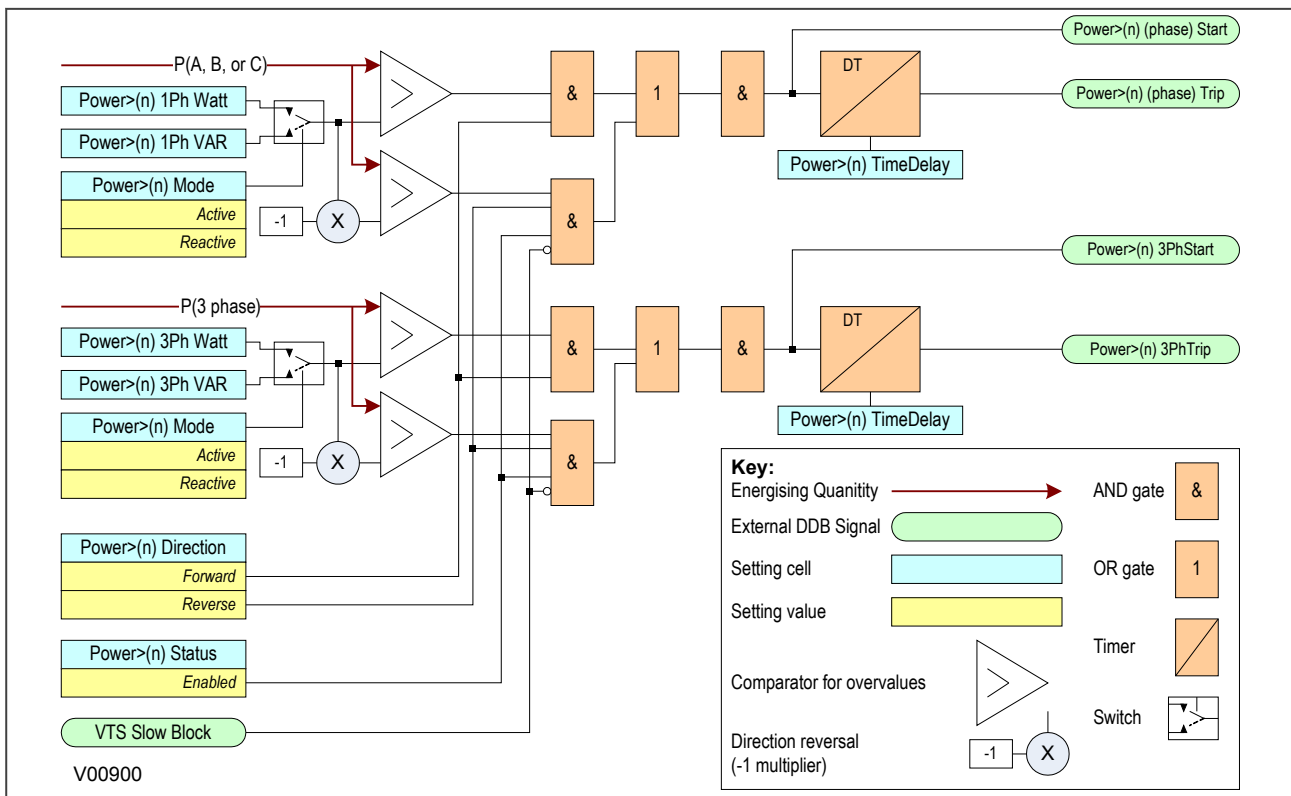 P(A, B, or C)
Power>(n) 1Ph Watt
Power>(n) 1Ph VAR
Power>(n) Mode
Active
Reactive
-1
X
&
&
1
&
DT
Power>(n) TimeDelay
Power>(n) (phase) Start
Power>(n) (phase) Trip
P(3 phase)
Power>(n) 3Ph Watt
Power>(n) 3Ph VAR
Power>(n) Mode
Active
Reactive
-1
X
&
&
1
&
DT
Power>(n) TimeDelay
Power>(n) 3PhStart
Power>(n) 3PhTrip
Power>(n) Direction
Forward
Reverse
Power>(n) Status
Enabled
VTS Slow Block
V00900
Key:
Energising Quanitity
External DDB Signal
Setting cell
Setting value
Comparator for overvalues
Direction reversal
(-1 multiplier)
-1
X
AND gate
&
OR gate
1
Timer
Switch